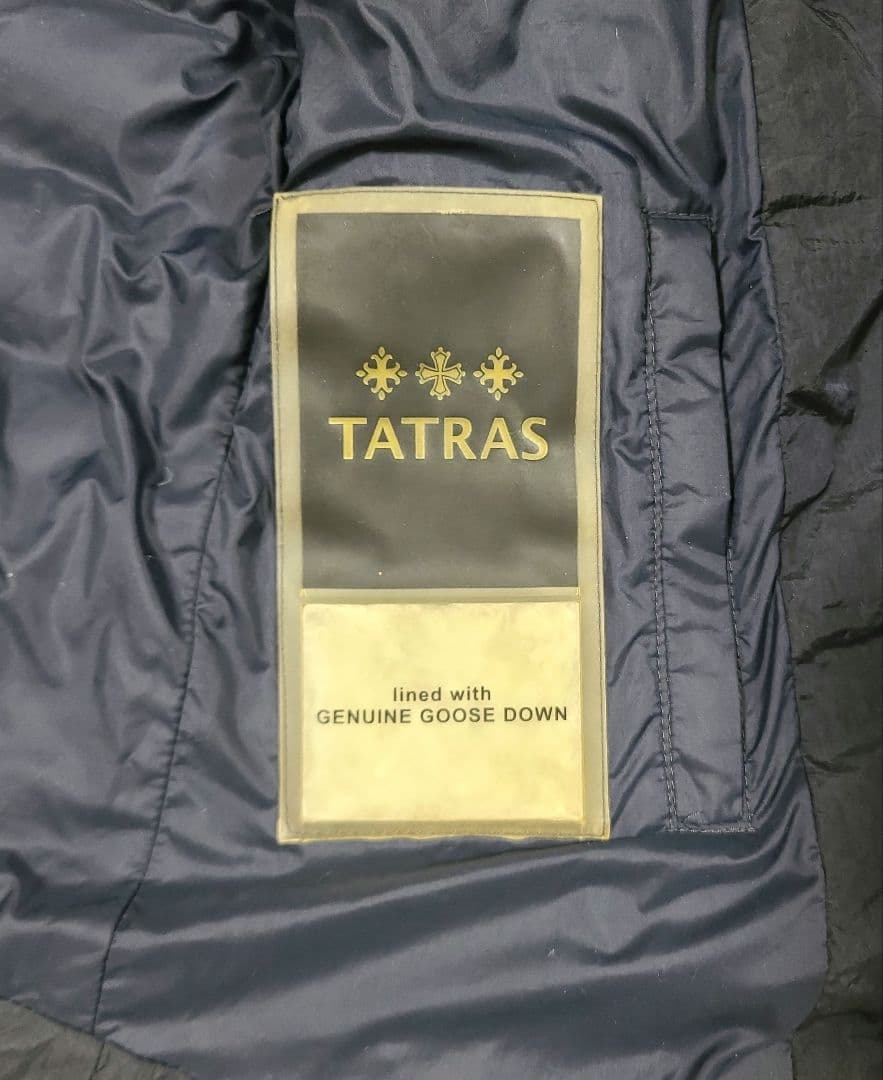 TATRAS
lined with
GENUINE GOOSE DOWN